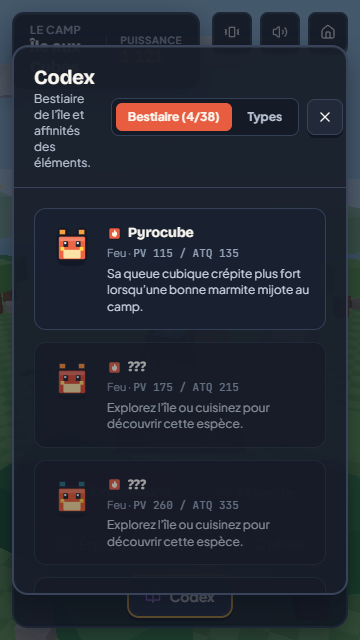 LE CAMP
PUISSANCE
Codex
Bestiaire
de l'île et
affinités
des
éléments.
Bestiaire (4/38)
Types
Pyrocube
Feu · PV 115 / ATQ 135
Sa queue cubique crépite plus fort
lorsqu'une bonne marmite mijote au
camp.
???
Feu · PV 175 / ATQ 215
Explorez l'île ou cuisinez pour
découvrir cette espèce.
???
Feu · PV 260 / ATQ 335
Explorez l'île ou cuisinez pour
découvrir cette espèce.
Codex